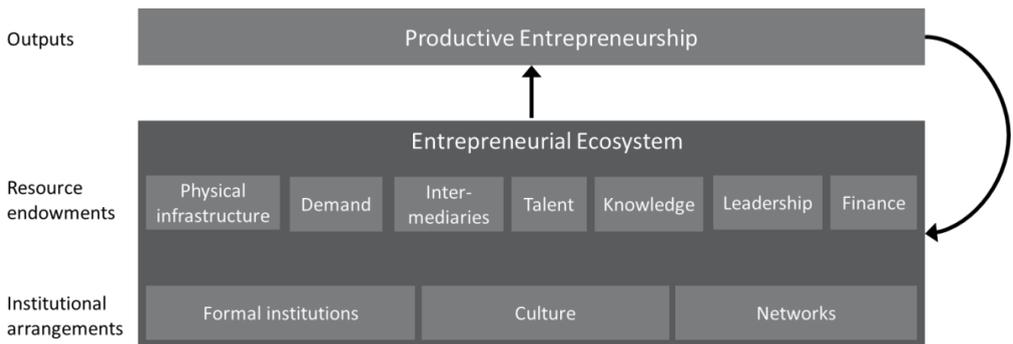 Outputs
Productive Entrepreneurship
Entrepreneurial Ecosystem
Resource
endowments
Physical
infrastructure
Demand
Inter-
mediaries
Talent
Knowledge
Leadership
Finance
Institutional
arrangements
Formal institutions
Culture
Networks